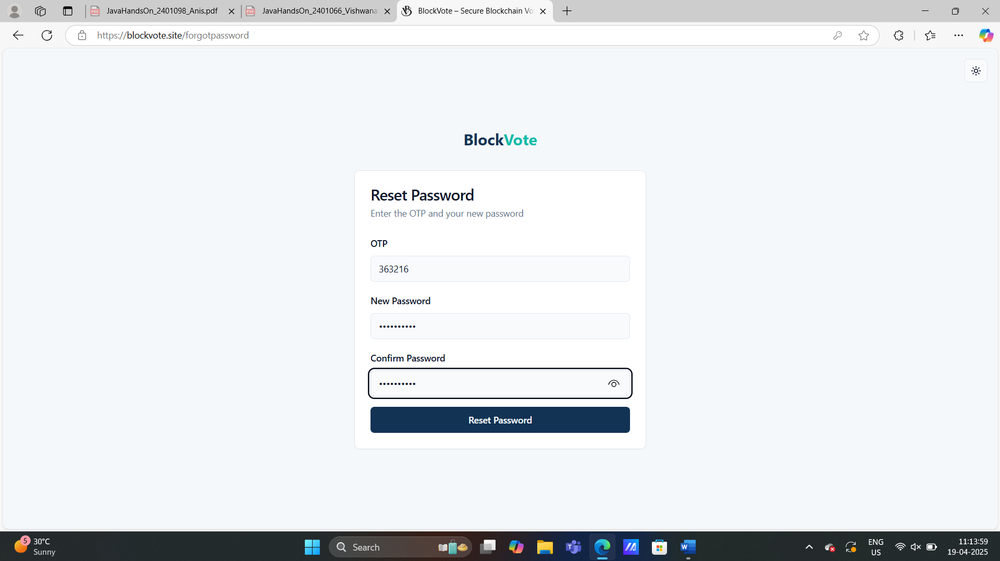 JavaHandsOn_2401098_Anis.pdf
JavaHandsOn_2401066_Vishwana
BlockVote – Secure Blockchain Vo
https://blockvote.site/forgotpassword
BlockVote
Reset Password
Enter the OTP and your new password
OTP
363216
New Password
••••••••••
Confirm Password
••••••••••
Reset Password
5
30°C
Sunny
Search
ENG
US
11:13:59
19-04-2025